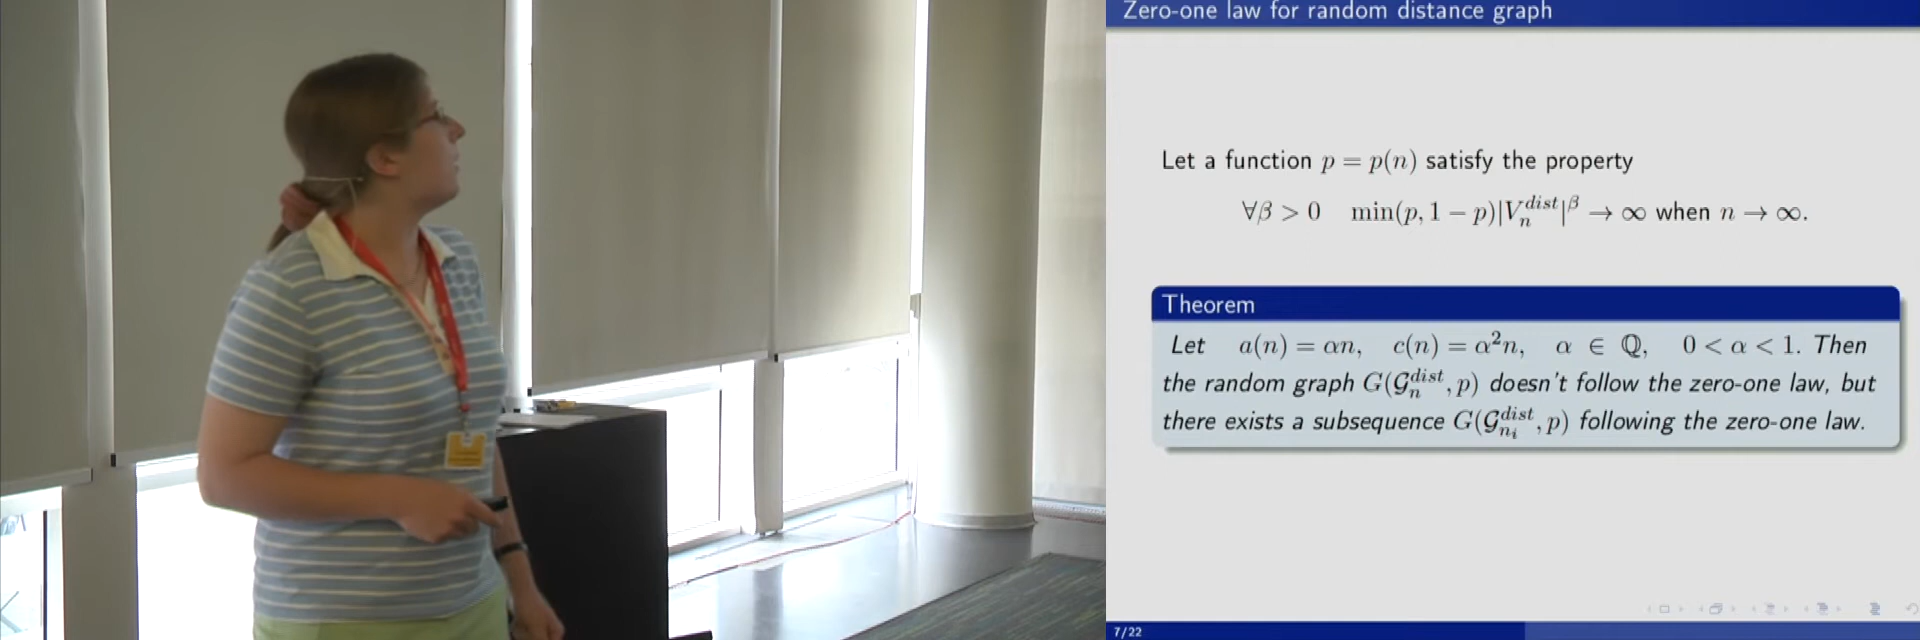 Zero-one law for random distance graph
Let a function p = p(n) satisfy the property
∀β > 0 min(p, 1 − p)|V_n^{dist}|^β → ∞ when n → ∞.
Theorem
Let a(n) = αn, c(n) = α²n, α ∈ ℚ, 0 < α < 1. Then
the random graph G(𝒢_n^{dist}, p) doesn't follow the zero-one law, but
there exists a subsequence G(𝒢_{n_i}^{dist}, p) following the zero-one law.
7/22